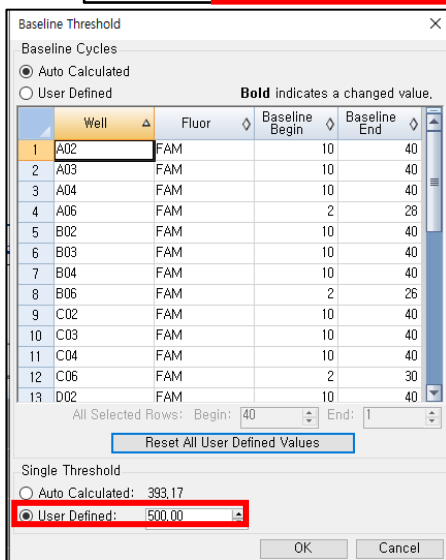 Baseline Threshold
Baseline Cycles
Auto Calculated
User Defined Bold indicates a changed value,
Well Fluor Baseline Begin Baseline End
1 A02 FAM 10 40
2 A03 FAM 10 40
3 A04 FAM 10 40
4 A06 FAM 2 28
5 B02 FAM 10 40
6 B03 FAM 10 40
7 B04 FAM 10 40
8 B06 FAM 2 26
9 C02 FAM 10 40
10 C03 FAM 10 40
11 C04 FAM 10 40
12 C06 FAM 2 30
13 D02 FAM 10 40
All Selected Rows: Begin: 40 End: 1
Reset All User Defined Values
Single Threshold
Auto Calculated: 393,17
User Defined: 500,00
OK Cancel